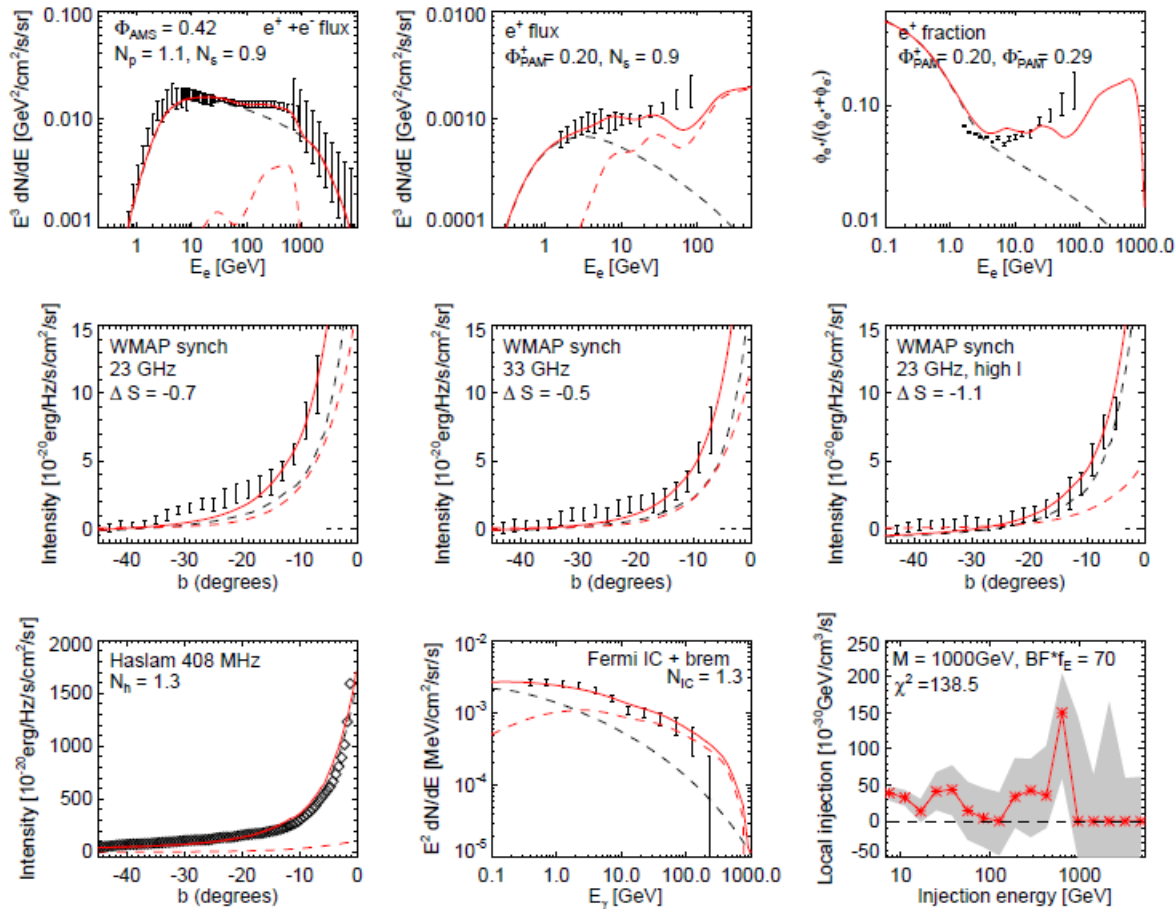 E³ dN/dE [GeV²/cm²/s/sr]
0.100
0.010
0.001
Φ_AMS = 0.42 e⁺ +e⁻ flux
N_p = 1.1, N_s = 0.9
1 10 100 1000
E_e [GeV]
E³ dN/dE [GeV²/cm²/s/sr]
0.0100
0.0010
0.0001
e⁺ flux
Φ⁺_PAM= 0.20, N_s = 0.9
1 10 100
E_e [GeV]
ϕ_e⁺/(ϕ_e⁺+ϕ_e⁻)
0.10
0.01
e⁺ fraction
Φ⁺_PAM= 0.20, Φ⁻_PAM= 0.29
0.1 1.0 10.0 100.0 1000.0
E_e [GeV]
Intensity [10⁻²⁰erg/Hz/s/cm²/sr]
15
10
5
0
WMAP synch
23 GHz
Δ S = -0.7
-40 -30 -20 -10 0
b (degrees)
Intensity [10⁻²⁰erg/Hz/s/cm²/sr]
15
10
5
0
WMAP synch
33 GHz
Δ S = -0.5
-40 -30 -20 -10 0
b (degrees)
Intensity [10⁻²⁰erg/Hz/s/cm²/sr]
15
10
5
0
WMAP synch
23 GHz, high l
Δ S = -1.1
-40 -30 -20 -10 0
b (degrees)
Intensity [10⁻²⁰erg/Hz/s/cm²/sr]
2000
1500
1000
500
0
Haslam 408 MHz
N_h = 1.3
-40 -30 -20 -10 0
b (degrees)
E² dN/dE [MeV/cm²/sr/s]
10⁻²
10⁻³
10⁻⁴
10⁻⁵
Fermi IC + brem
N_IC = 1.3
0.1 1.0 10.0 100.0 1000.0
E_γ [GeV]
Local injection [10⁻³⁰GeV/cm³/s]
250
200
150
100
50
0
-50
M = 1000GeV, BF*f_E = 70
χ² =138.5
10 100 1000
Injection energy [GeV]